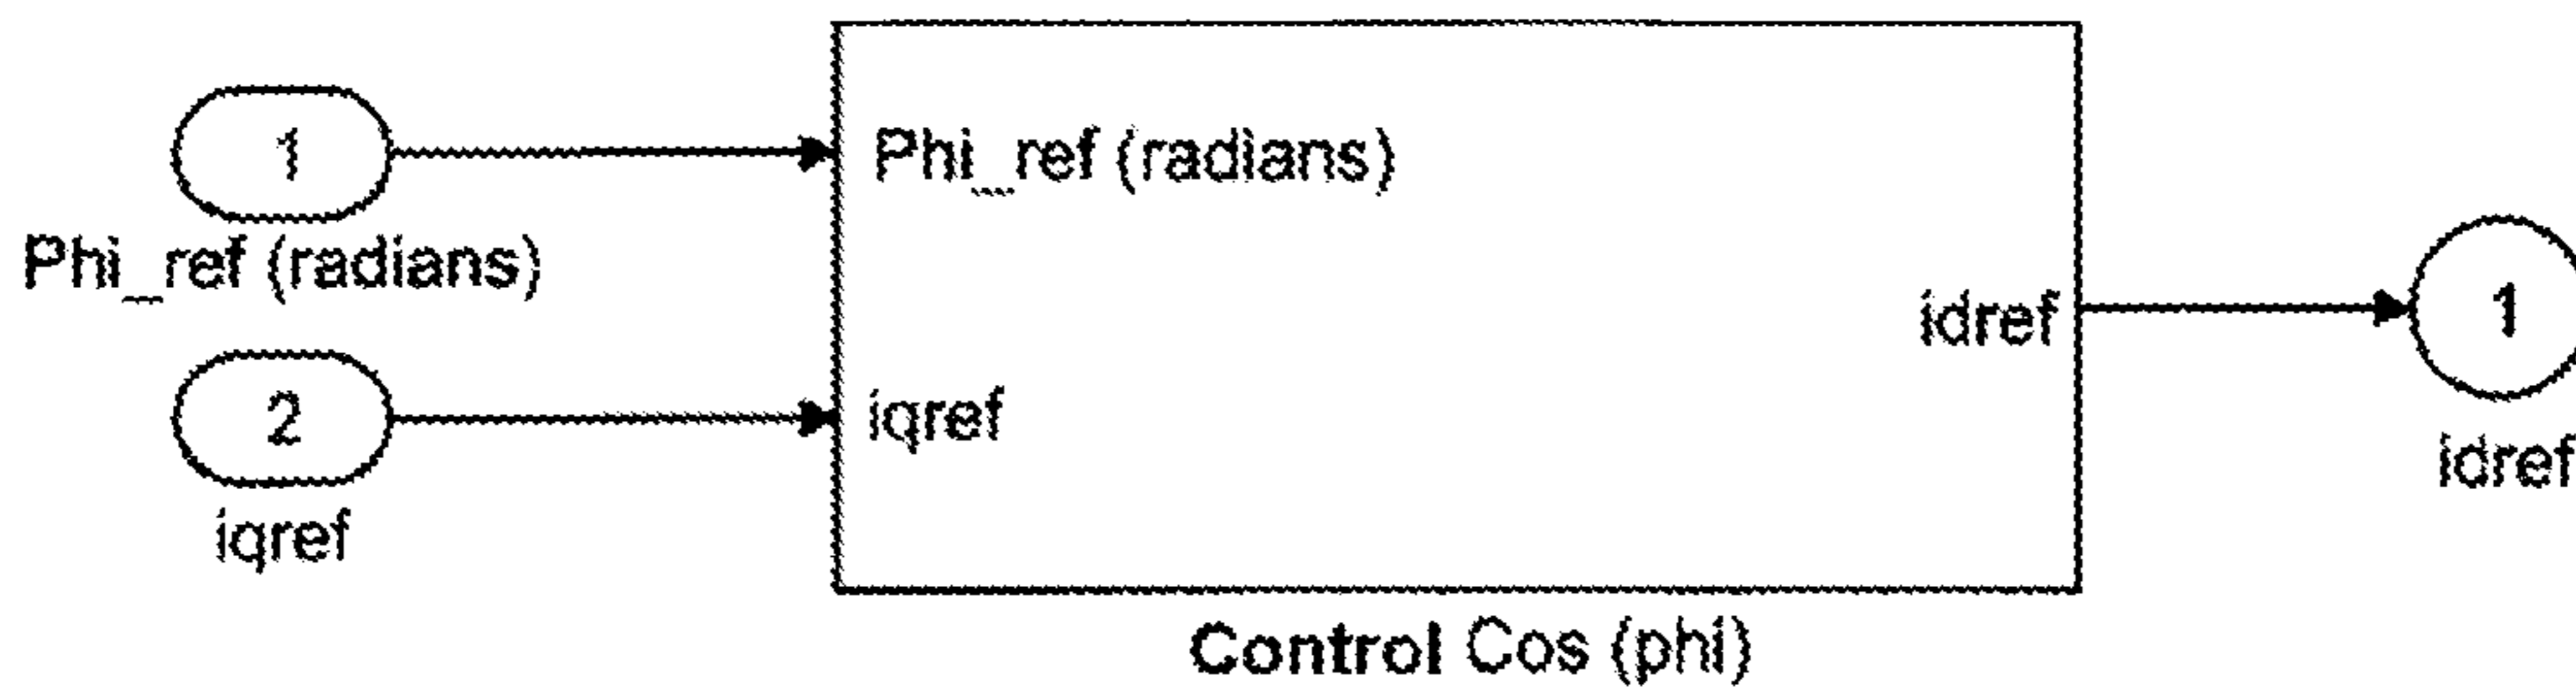 1
Phi_ref (radians)
2
iqref
Phi_ref (radians)
iqref
idref
Control Cos (phi)
1
idref